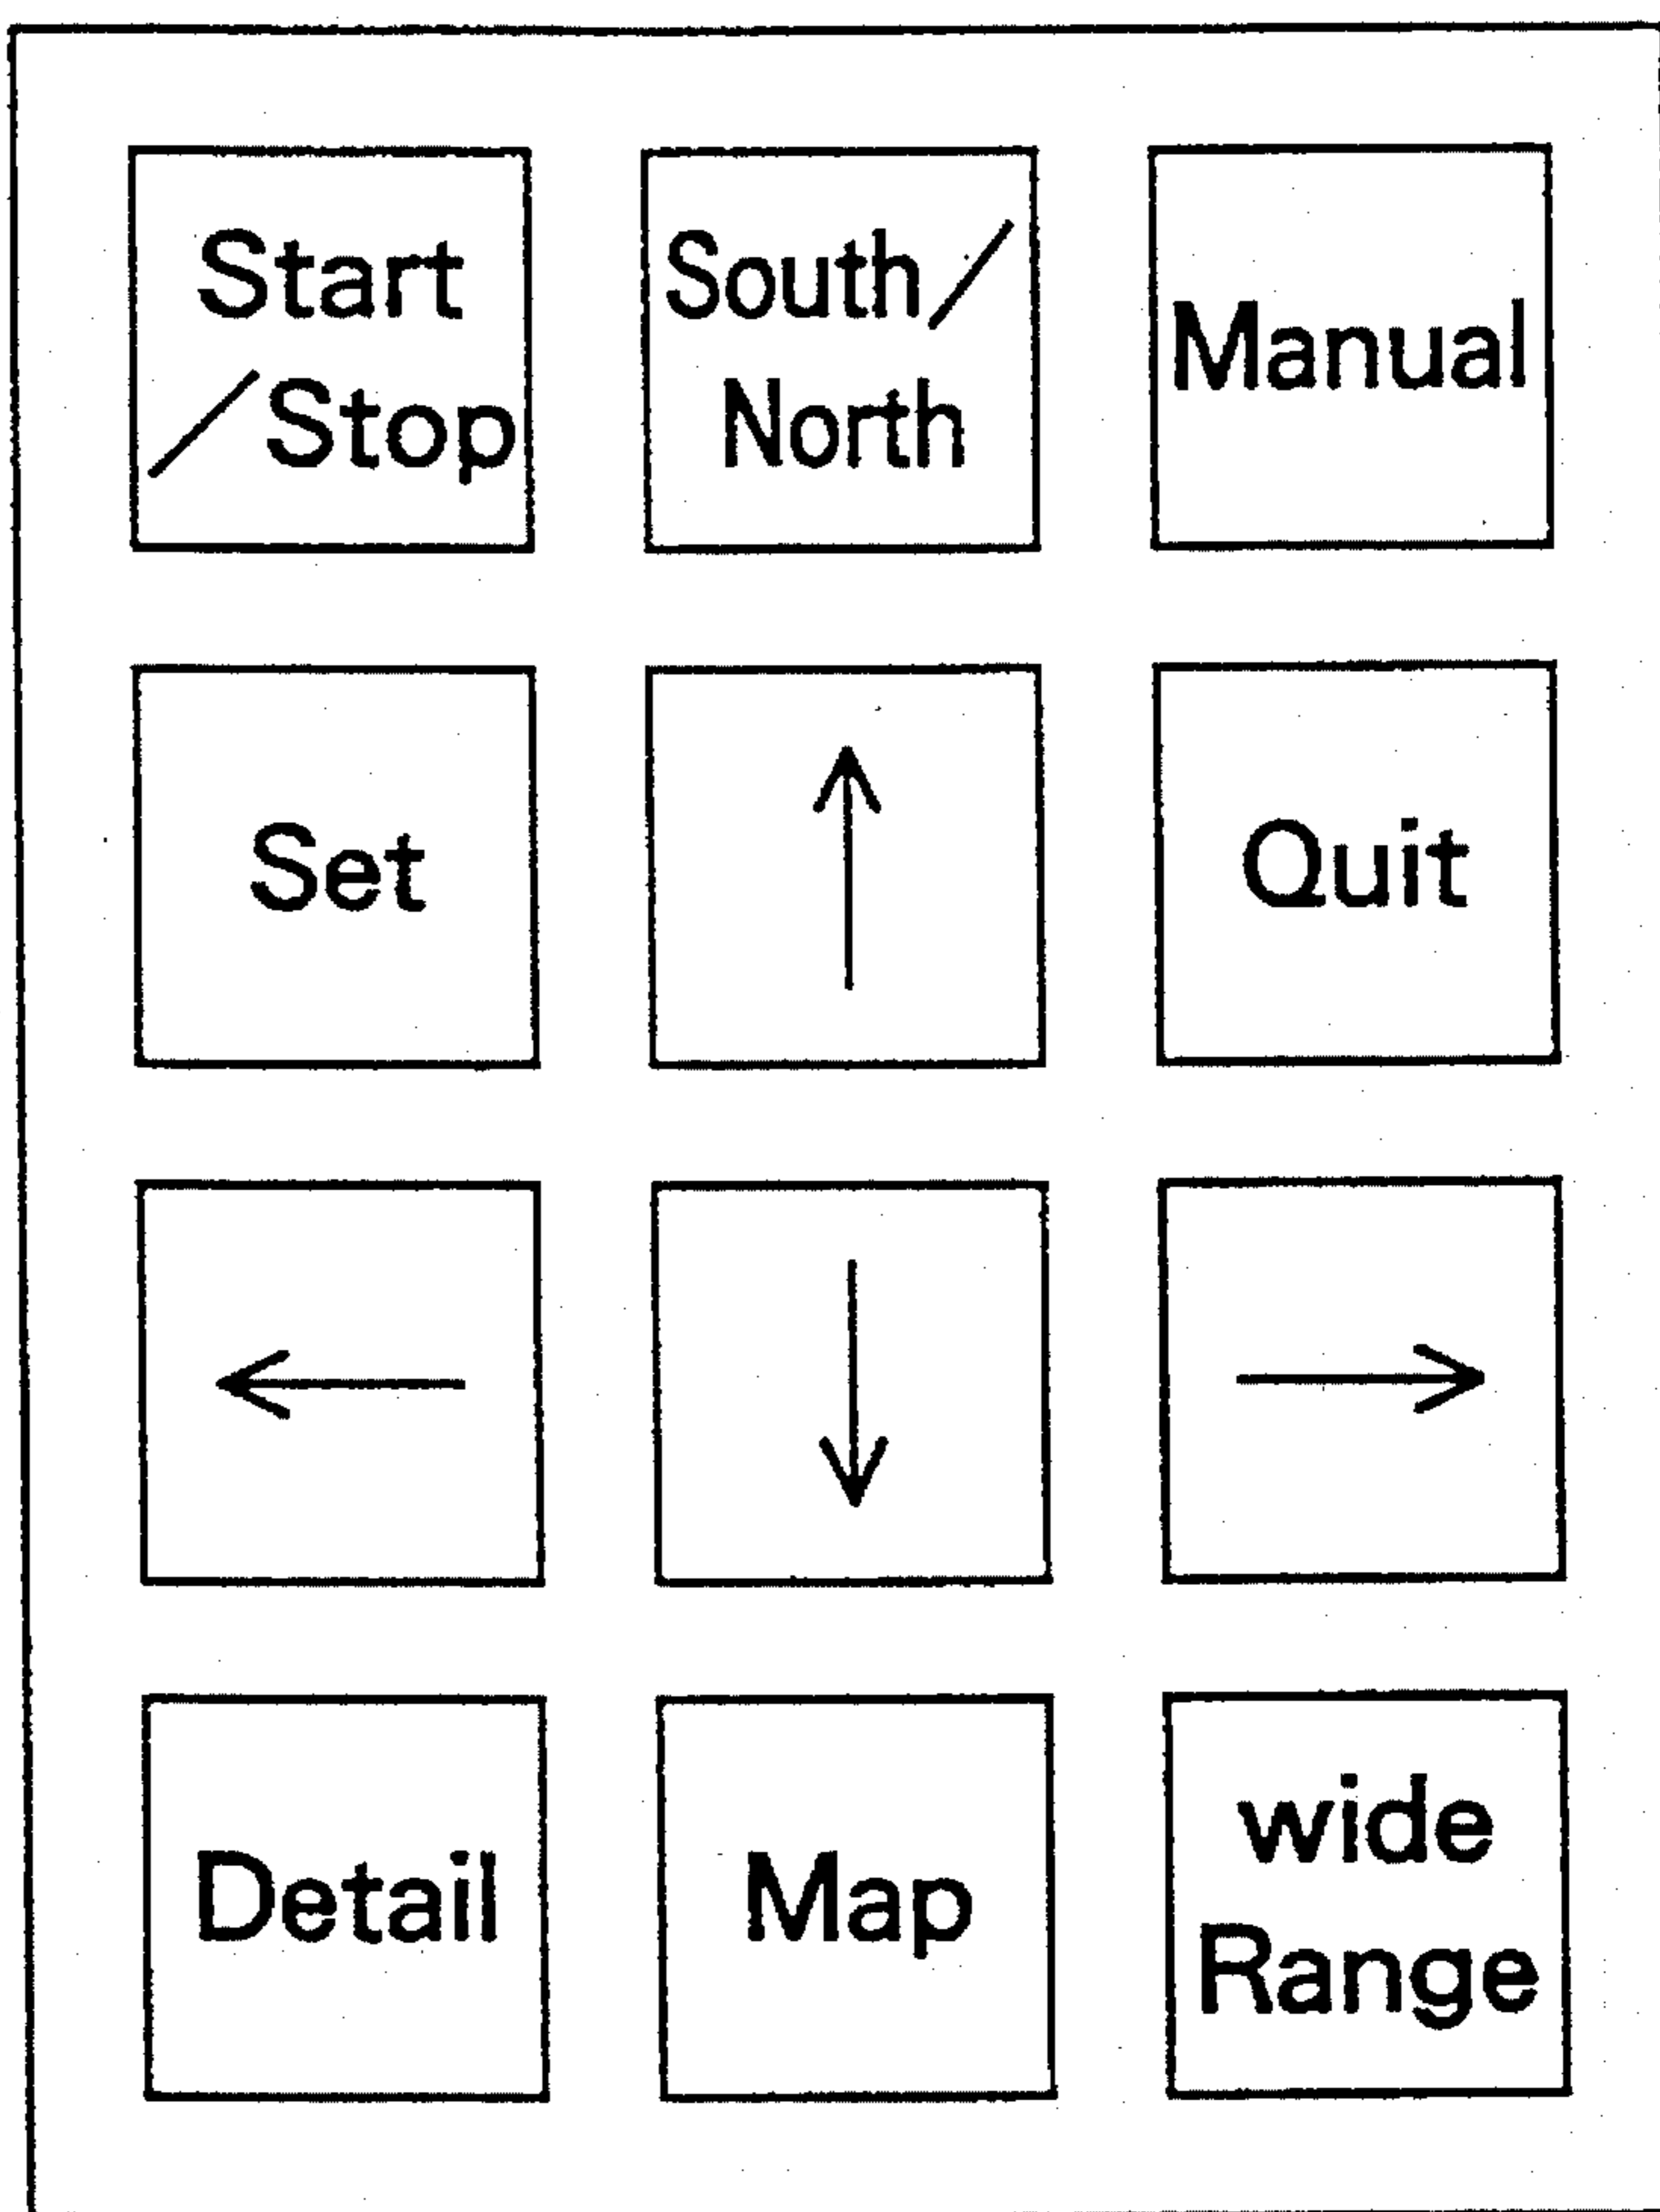 Start
/Stop
South/
North
Manual
Set
↑
Quit
←
↓
→
Detail
Map
wide
Range